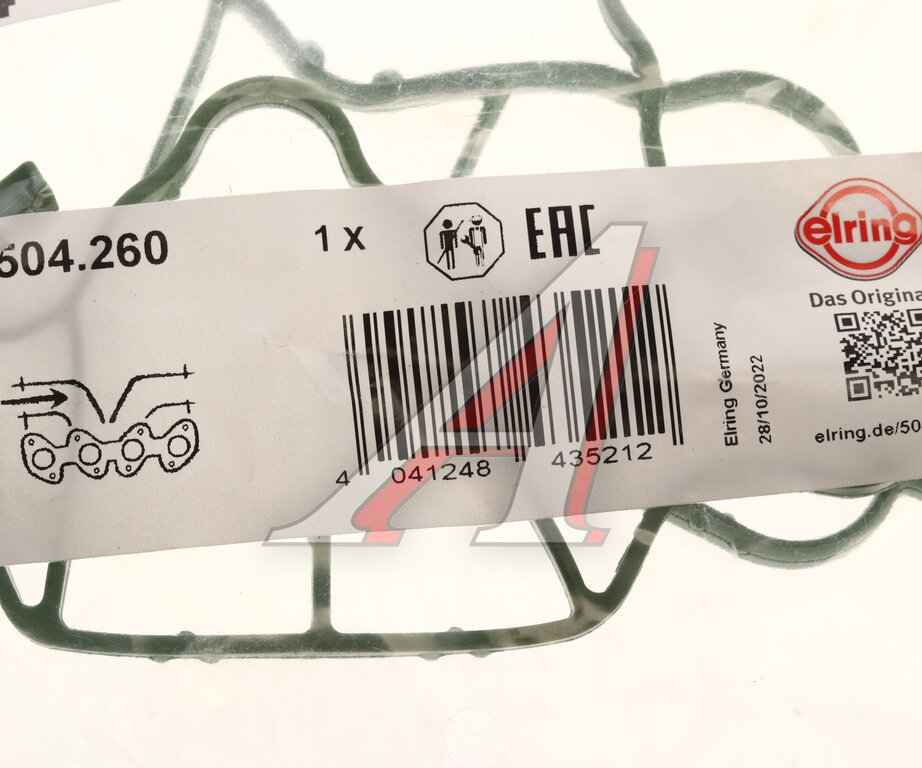 504.260
1 x
EAC
elring
Das Origina
4 041248 435212
Elring Germany
28/10/2022
elring.de/50